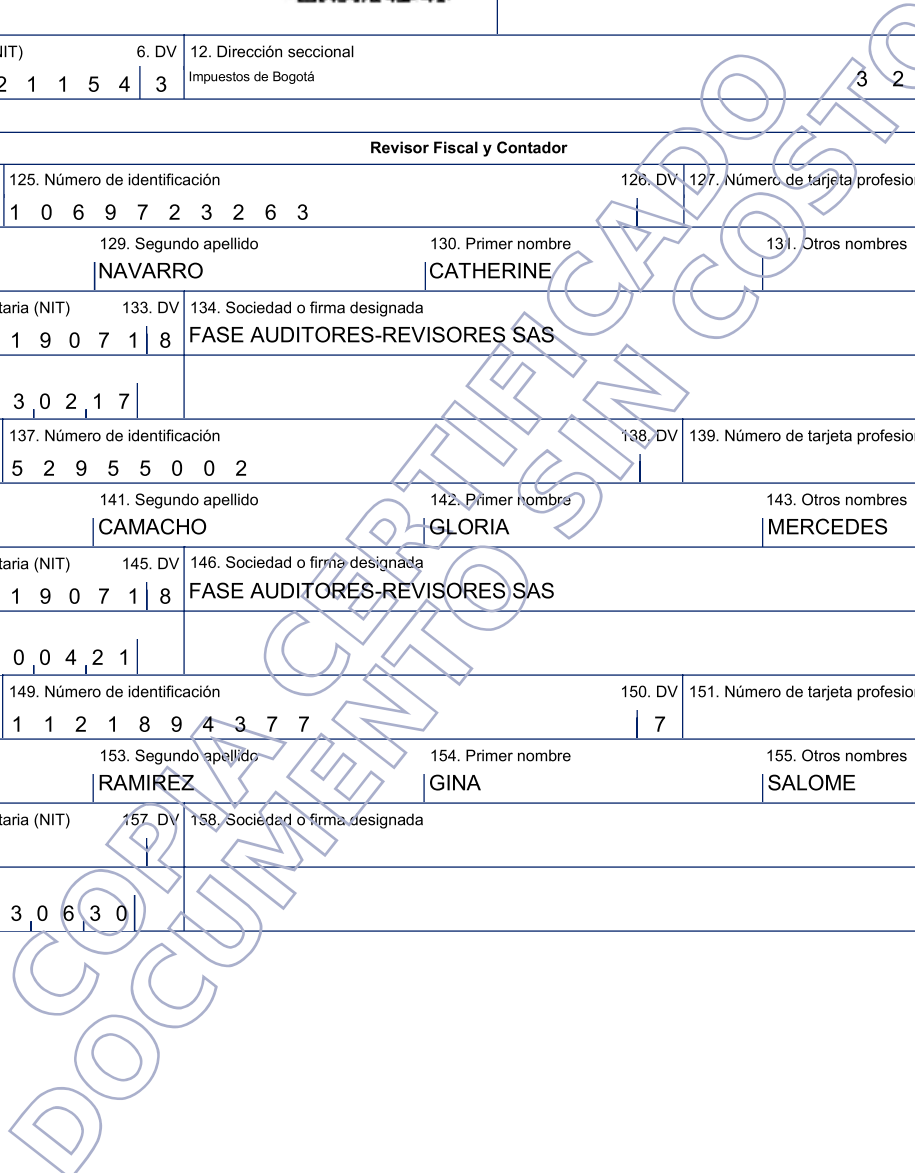 IT) 6. DV 12. Dirección seccional
2 1 1 5 4 3 Impuestos de Bogotá 3 2
Revisor Fiscal y Contador
125. Número de identificación 126. DV 127. Número de tarjeta profesio
1 0 6 9 7 2 3 2 6 3
129. Segundo apellido 130. Primer nombre 131. Otros nombres
NAVARRO CATHERINE
taria (NIT) 133. DV 134. Sociedad o firma designada
1 9 0 7 1 8 FASE AUDITORES-REVISORES SAS
3 0 2 1 7
137. Número de identificación 138. DV 139. Número de tarjeta profesio
5 2 9 5 5 0 0 2
141. Segundo apellido 142. Primer nombre 143. Otros nombres
CAMACHO GLORIA MERCEDES
taria (NIT) 145. DV 146. Sociedad o firma designada
1 9 0 7 1 8 FASE AUDITORES-REVISORES SAS
0 0 4 2 1
149. Número de identificación 150. DV 151. Número de tarjeta profesio
1 1 2 1 8 9 4 3 7 7 7
153. Segundo apellido 154. Primer nombre 155. Otros nombres
RAMIREZ GINA SALOME
taria (NIT) 157. DV 158. Sociedad o firma designada
3 0 6 3 0
COPIA CERTIFICADO
DOCUMENTO SIN COSTO